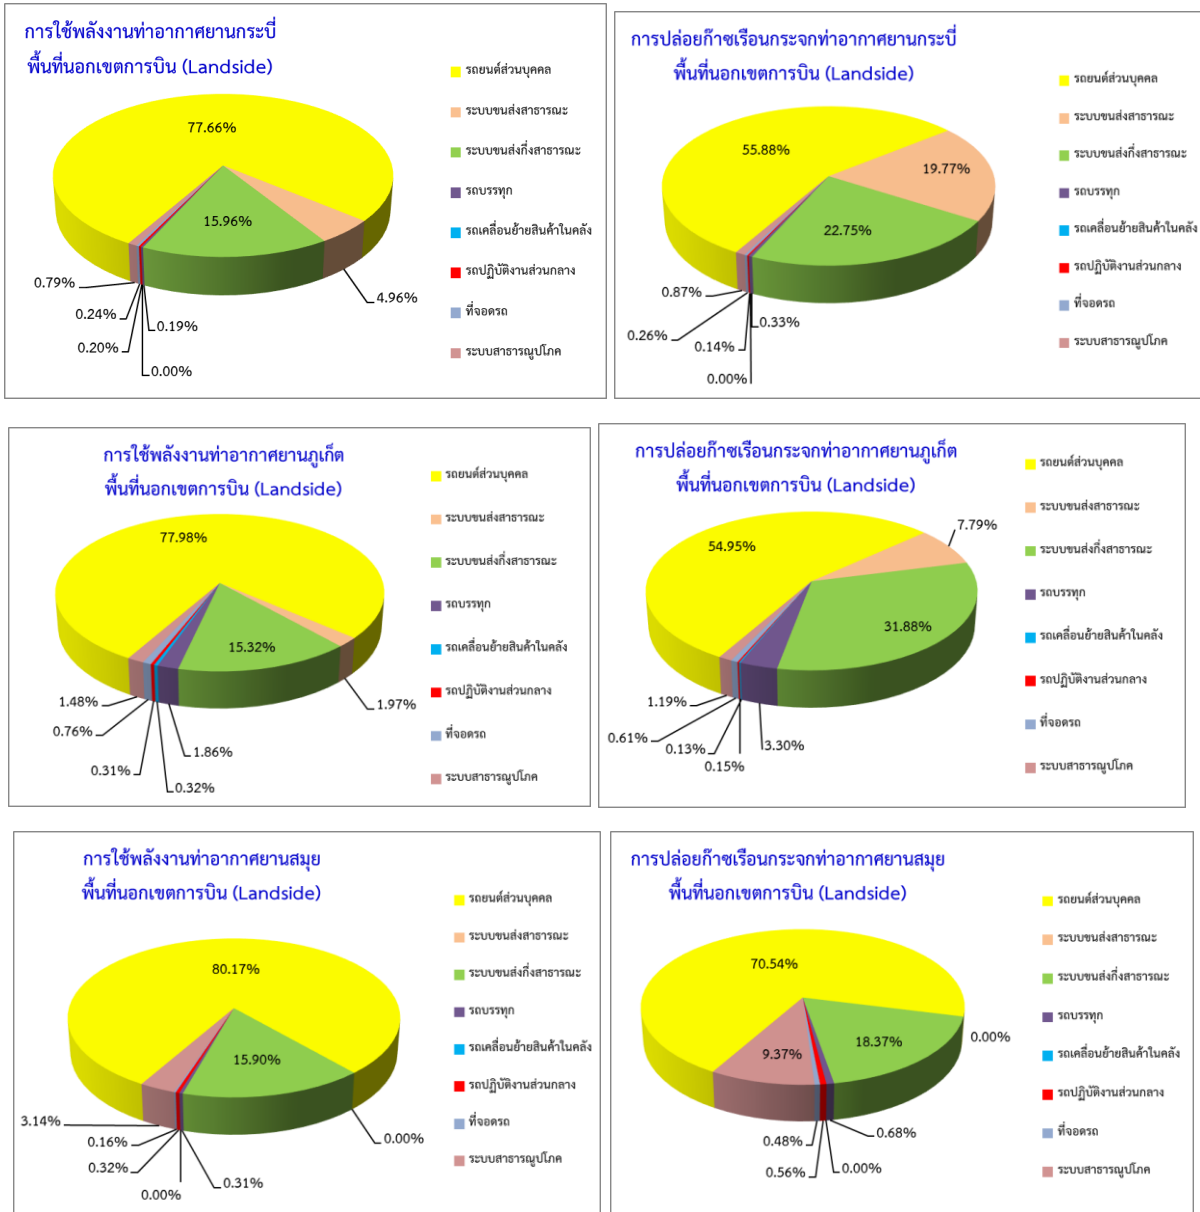 การใช้พลังงานท่าอากาศยานกระบี่
พื้นที่นอกเขตการบิน (Landside)
77.66%
15.96%
4.96%
0.79%
0.24%
0.20%
0.19%
0.00%
รถยนต์ส่วนบุคคล
ระบบขนส่งสาธารณะ
ระบบขนส่งกึ่งสาธารณะ
รถบรรทุก
รถเคลื่อนย้ายสินค้าในคลัง
รถปฏิบัติงานส่วนกลาง
ที่จอดรถ
ระบบสาธารณูปโภค
การปล่อยก๊าซเรือนกระจกท่าอากาศยานกระบี่
พื้นที่นอกเขตการบิน (Landside)
55.88%
19.77%
22.75%
0.87%
0.26%
0.14%
0.33%
0.00%
รถยนต์ส่วนบุคคล
ระบบขนส่งสาธารณะ
ระบบขนส่งกึ่งสาธารณะ
รถบรรทุก
รถเคลื่อนย้ายสินค้าในคลัง
รถปฏิบัติงานส่วนกลาง
ที่จอดรถ
ระบบสาธารณูปโภค
การใช้พลังงานท่าอากาศยานภูเก็ต
พื้นที่นอกเขตการบิน (Landside)
77.98%
15.32%
1.97%
1.48%
0.76%
0.31%
1.86%
0.32%
รถยนต์ส่วนบุคคล
ระบบขนส่งสาธารณะ
ระบบขนส่งกึ่งสาธารณะ
รถบรรทุก
รถเคลื่อนย้ายสินค้าในคลัง
รถปฏิบัติงานส่วนกลาง
ที่จอดรถ
ระบบสาธารณูปโภค
การปล่อยก๊าซเรือนกระจกท่าอากาศยานภูเก็ต
พื้นที่นอกเขตการบิน (Landside)
54.95%
7.79%
31.88%
1.19%
0.61%
0.13%
0.15%
3.30%
รถยนต์ส่วนบุคคล
ระบบขนส่งสาธารณะ
ระบบขนส่งกึ่งสาธารณะ
รถบรรทุก
รถเคลื่อนย้ายสินค้าในคลัง
รถปฏิบัติงานส่วนกลาง
ที่จอดรถ
ระบบสาธารณูปโภค
การใช้พลังงานท่าอากาศยานสมุย
พื้นที่นอกเขตการบิน (Landside)
80.17%
15.90%
3.14%
0.16%
0.32%
0.00%
0.31%
0.00%
รถยนต์ส่วนบุคคล
ระบบขนส่งสาธารณะ
ระบบขนส่งกึ่งสาธารณะ
รถบรรทุก
รถเคลื่อนย้ายสินค้าในคลัง
รถปฏิบัติงานส่วนกลาง
ที่จอดรถ
ระบบสาธารณูปโภค
การปล่อยก๊าซเรือนกระจกท่าอากาศยานสมุย
พื้นที่นอกเขตการบิน (Landside)
70.54%
0.00%
18.37%
9.37%
0.48%
0.56%
0.00%
0.68%
รถยนต์ส่วนบุคคล
ระบบขนส่งสาธารณะ
ระบบขนส่งกึ่งสาธารณะ
รถบรรทุก
รถเคลื่อนย้ายสินค้าในคลัง
รถปฏิบัติงานส่วนกลาง
ที่จอดรถ
ระบบสาธารณูปโภค